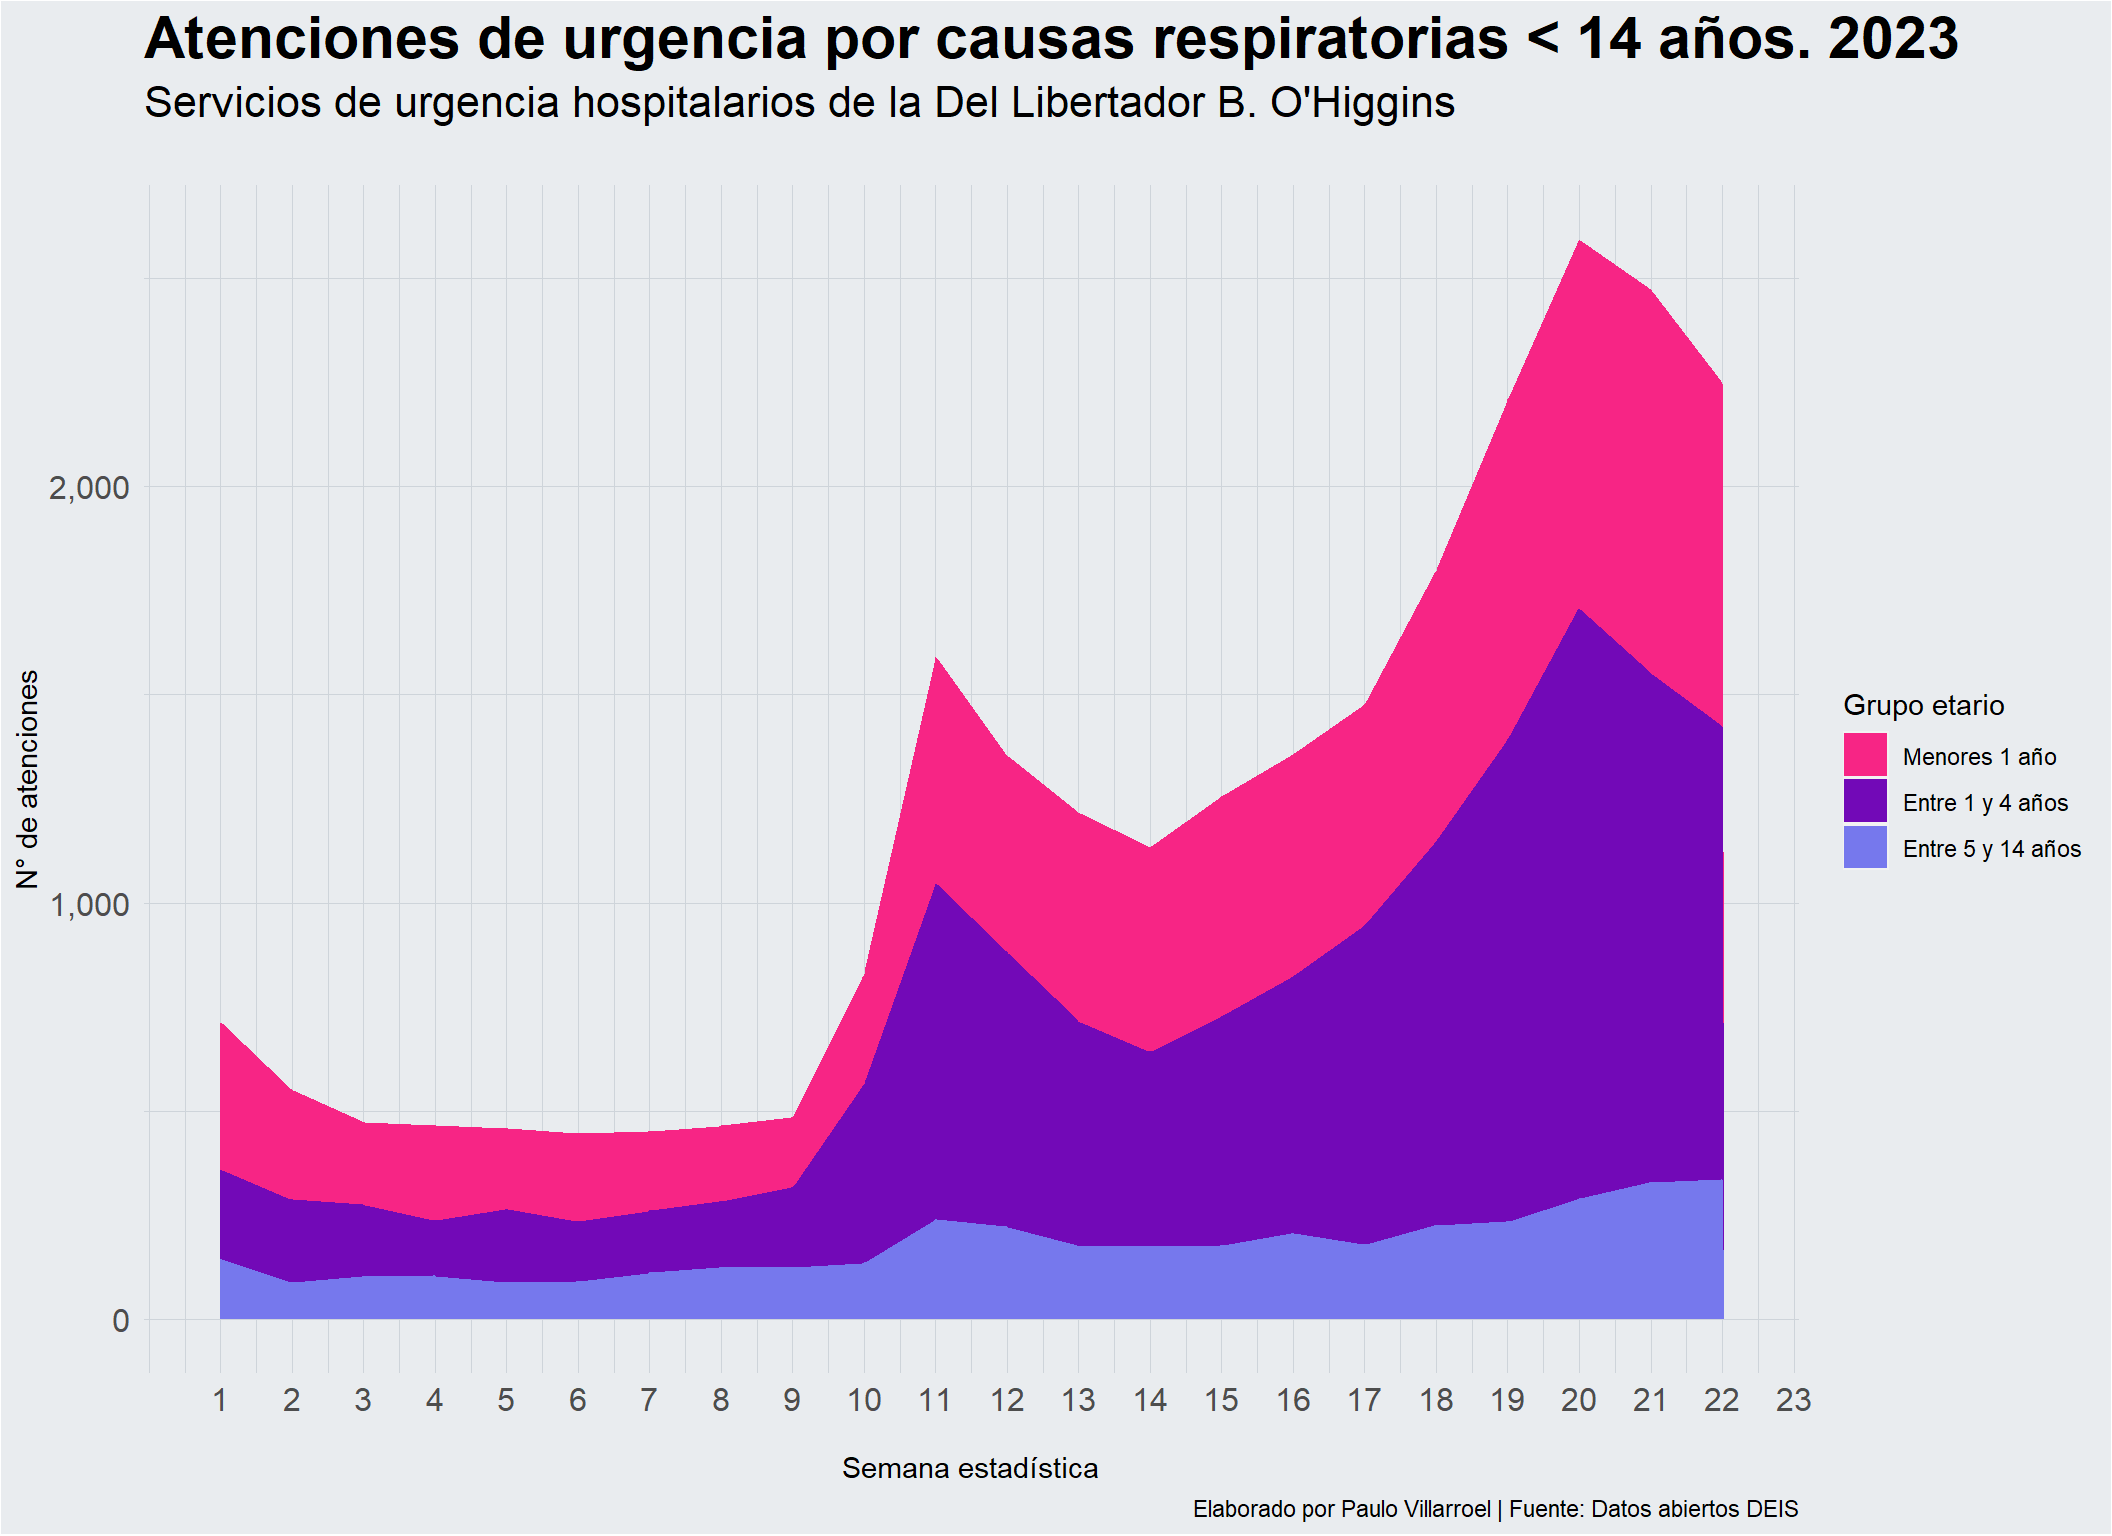 Atenciones de urgencia por causas respiratorias < 14 años. 2023
Servicios de urgencia hospitalarios de la Del Libertador B. O'Higgins
N° de atenciones
2,000
1,000
0
1 2 3 4 5 6 7 8 9 10 11 12 13 14 15 16 17 18 19 20 21 22 23
Semana estadística
Grupo etario
Menores 1 año
Entre 1 y 4 años
Entre 5 y 14 años
Elaborado por Paulo Villarroel | Fuente: Datos abiertos DEIS